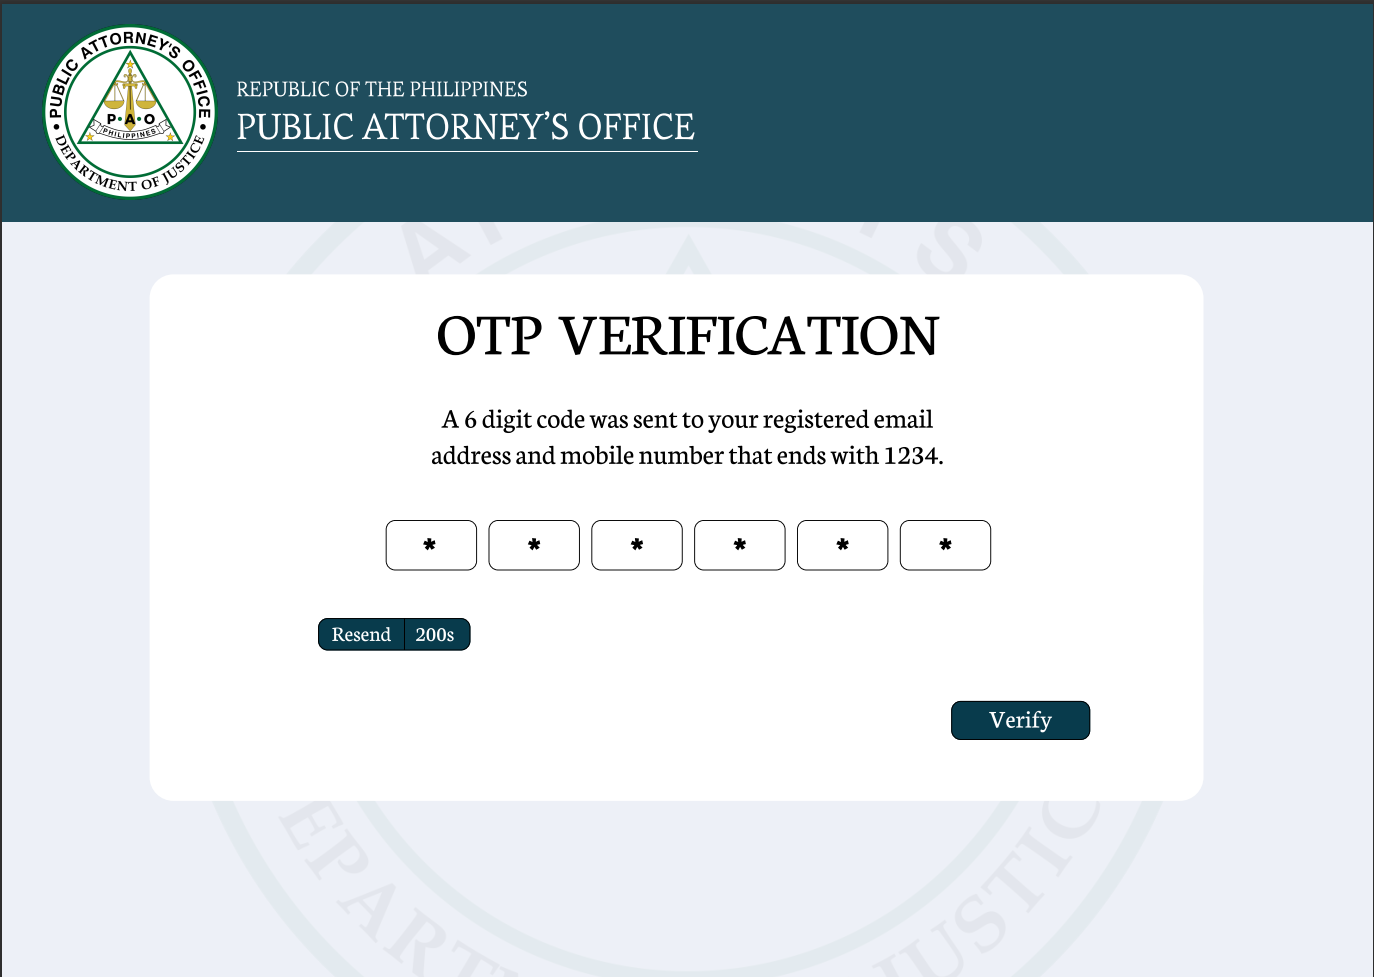 PUBLIC ATTORNEY'S OFFICE
P•A•O
PHILIPPINES
• DEPARTMENT OF JUSTICE •
REPUBLIC OF THE PHILIPPINES
PUBLIC ATTORNEY’S OFFICE
OTP VERIFICATION
A 6 digit code was sent to your registered email
address and mobile number that ends with 1234.
* * * * * *
Resend 200s
Verify